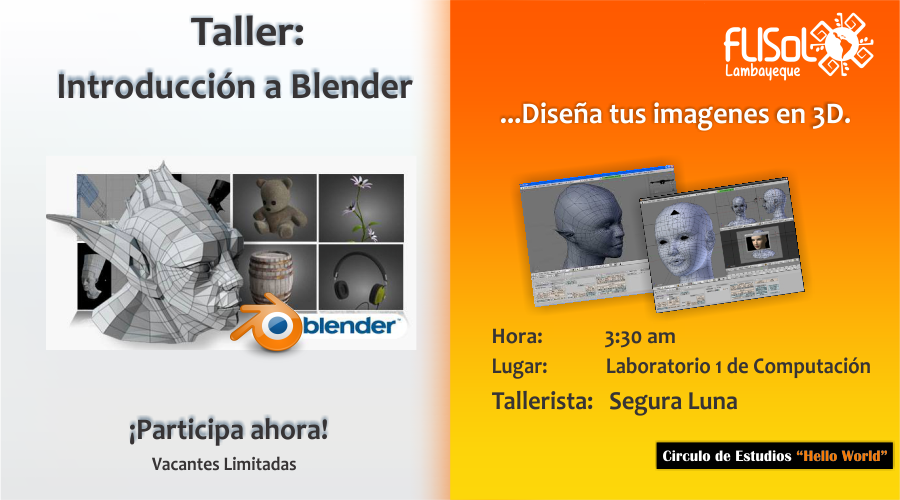 Taller:
Introducción a Blender
blender™
¡Participa ahora!
Vacantes Limitadas
FLISoL
Lambayeque
...Diseña tus imagenes en 3D.
Hora: 3:30 am
Lugar: Laboratorio 1 de Computación
Tallerista: Segura Luna
Circulo de Estudios “Hello World”